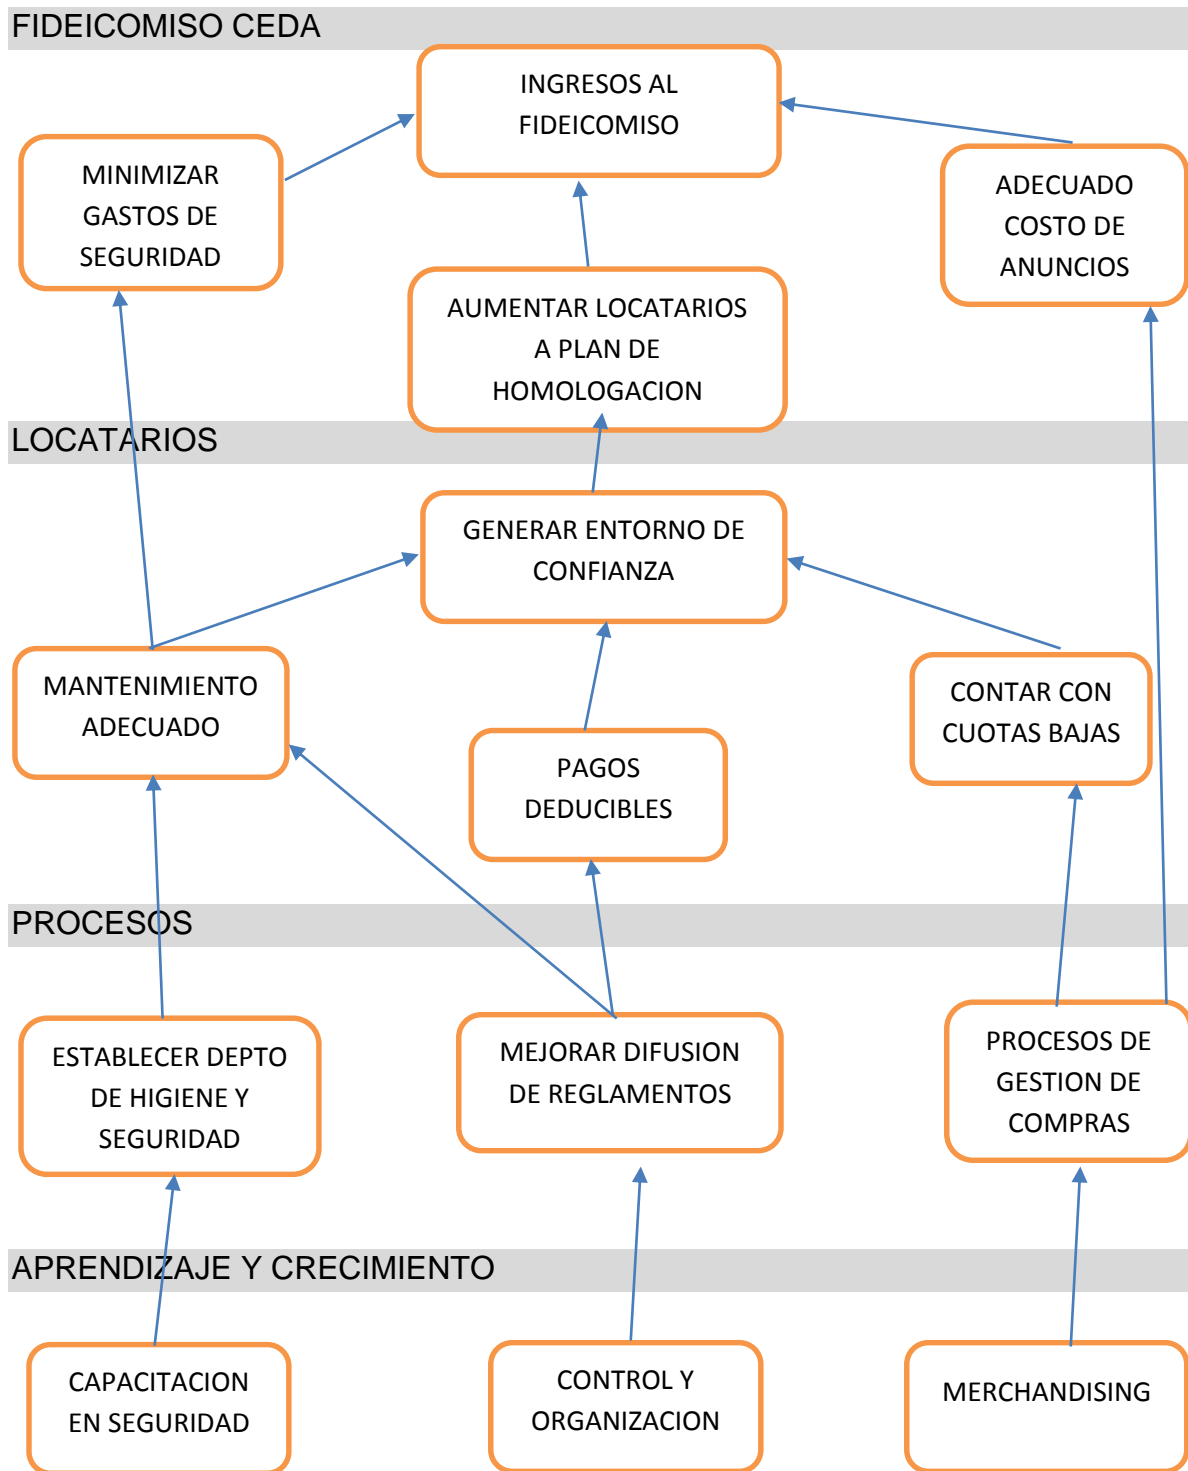 FIDEICOMISO CEDA
INGRESOS AL
FIDEICOMISO
MINIMIZAR
GASTOS DE
SEGURIDAD
ADECUADO
COSTO DE
ANUNCIOS
AUMENTAR LOCATARIOS
A PLAN DE
HOMOLOGACION
LOCATARIOS
GENERAR ENTORNO DE
CONFIANZA
MANTENIMIENTO
ADECUADO
PAGOS
DEDUCIBLES
CONTAR CON
CUOTAS BAJAS
PROCESOS
ESTABLECER DEPTO
DE HIGIENE Y
SEGURIDAD
MEJORAR DIFUSION
DE REGLAMENTOS
PROCESOS DE
GESTION DE
COMPRAS
APRENDIZAJE Y CRECIMIENTO
CAPACITACION
EN SEGURIDAD
CONTROL Y
ORGANIZACION
MERCHANDISING